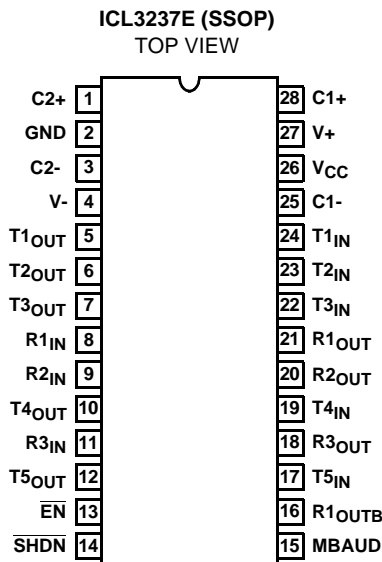 ICL3237E (SSOP)
TOP VIEW
C2+ 1 28 C1+
GND 2 27 V+
C2- 3 26 VCC
V- 4 25 C1-
T1OUT 5 24 T1IN
T2OUT 6 23 T2IN
T3OUT 7 22 T3IN
R1IN 8 21 R1OUT
R2IN 9 20 R2OUT
T4OUT 10 19 T4IN
R3IN 11 18 R3OUT
T5OUT 12 17 T5IN
EN 13 16 R1OUTB
SHDN 14 15 MBAUD